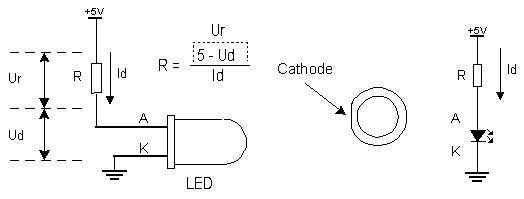 +5V
Ur
R
Id
Ud
A
K
LED
Ur
R = 5 - Ud
Id
Cathode
+5V
R
Id
A
K